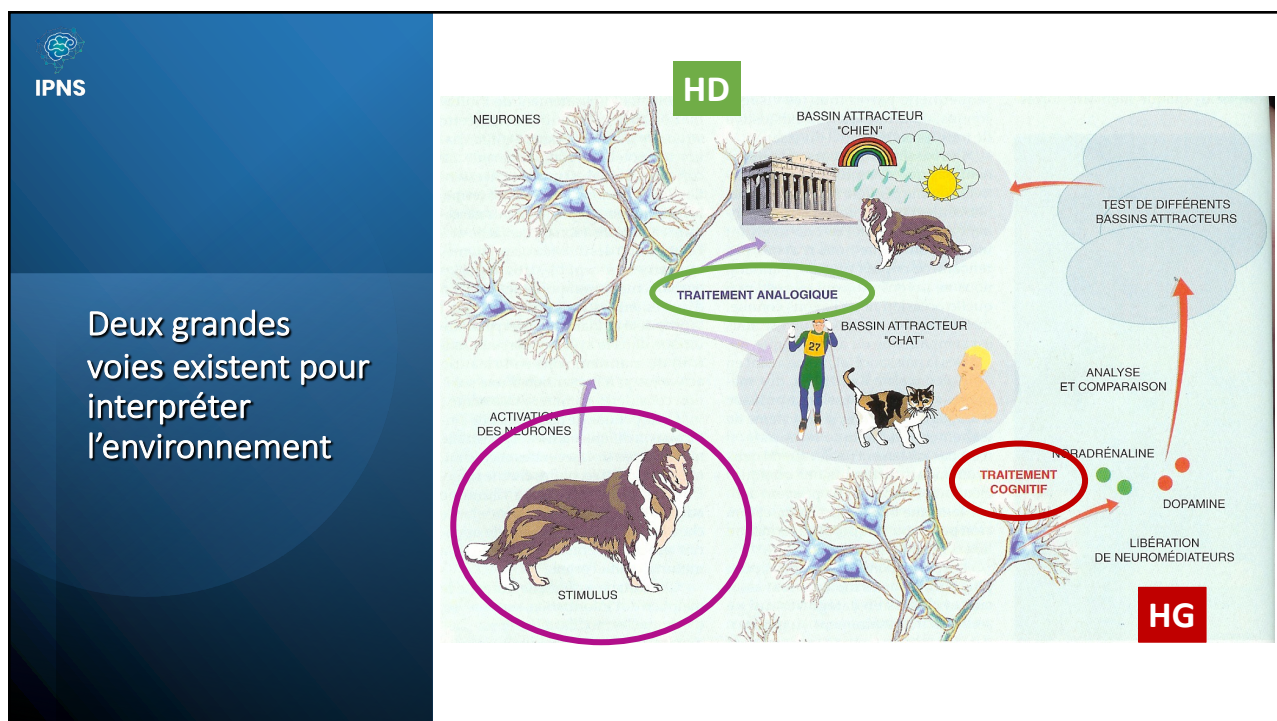 IPNS
Deux grandes
voies existent pour
interpréter
l'environnement
HD
NEURONES
BASSIN ATTRACTEUR
"CHIEN"
TEST DE DIFFÉRENTS
BASSINS ATTRACTEURS
TRAITEMENT ANALOGIQUE
BASSIN ATTRACTEUR
"CHAT"
27
ANALYSE
ET COMPARAISON
ACTIVATION
DES NEURONES
NORADRÉNALINE
TRAITEMENT
COGNITIF
DOPAMINE
LIBÉRATION
DE NEUROMÉDIATEURS
STIMULUS
HG